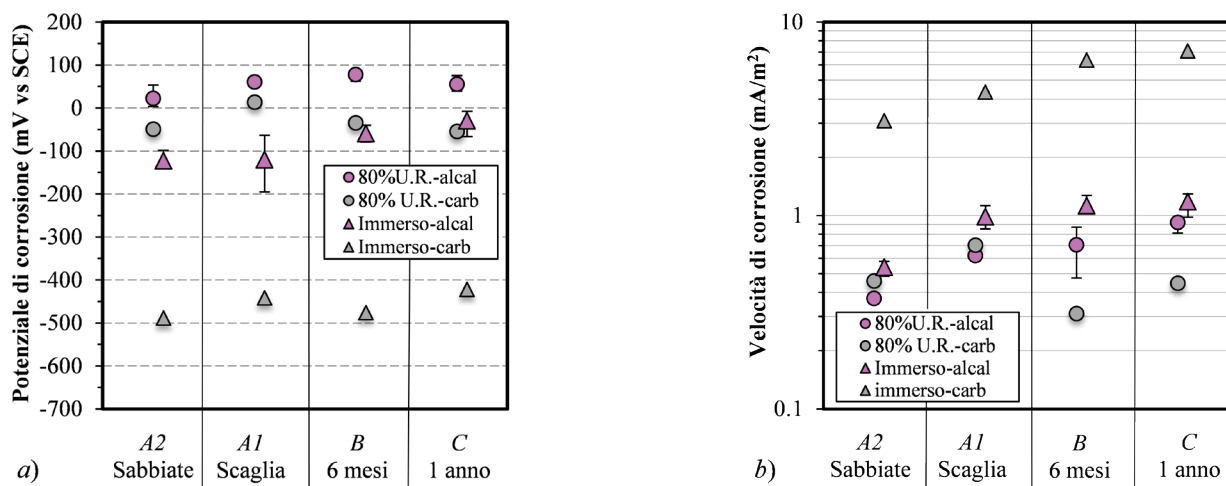 200
100
0
-100
-200
-300
-400
-500
-600
-700
Potenziale di corrosione (mV vs SCE)
80%U.R.-alcal
80% U.R.-carb
Immerso-alcal
Immerso-carb
a)
A2
Sabbiate
A1
Scaglia
B
6 mesi
C
1 anno
10
1
0.1
Velocità di corrosione (mA/m²)
80%U.R.-alcal
80% U.R.-carb
Immerso-alcal
immerso-carb
b)
A2
Sabbiate
A1
Scaglia
B
6 mesi
C
1 anno